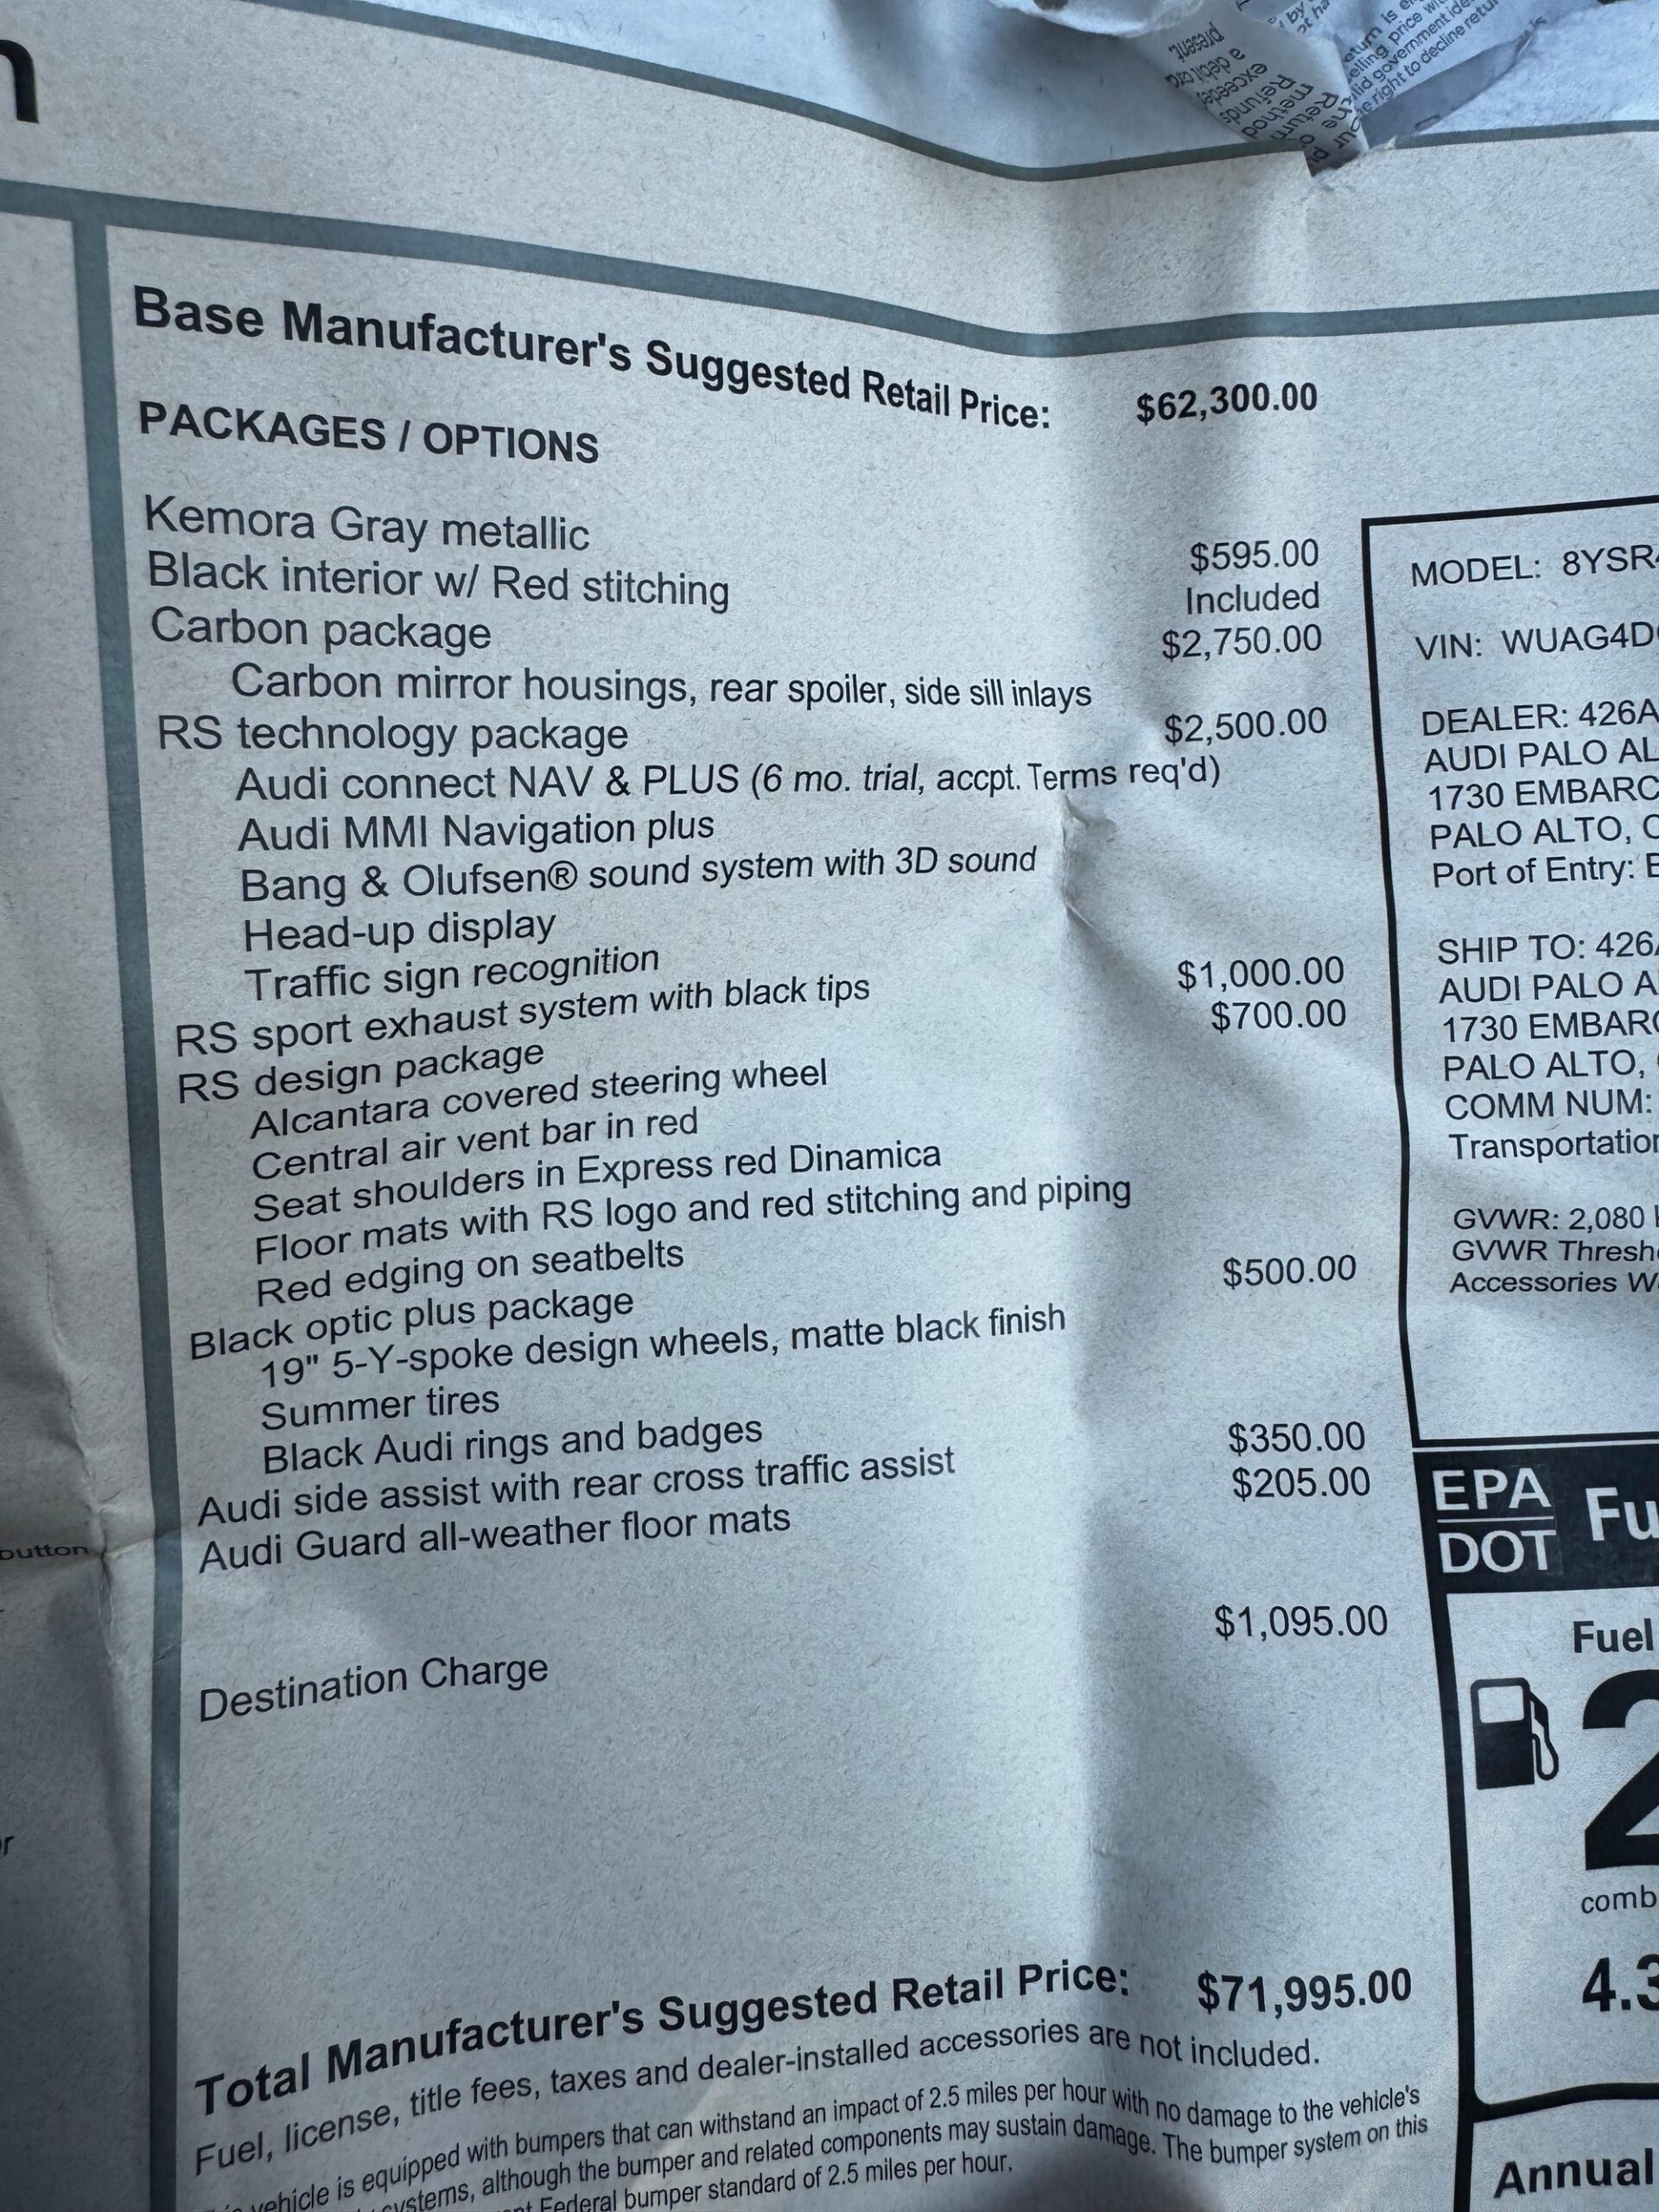 Base Manufacturer's Suggested Retail Price: $62,300.00
PACKAGES / OPTIONS
Kemora Gray metallic $595.00
Black interior w/ Red stitching Included
Carbon package $2,750.00
Carbon mirror housings, rear spoiler, side sill inlays
RS technology package $2,500.00
Audi connect NAV & PLUS (6 mo. trial, accpt. Terms req'd)
Audi MMI Navigation plus
Bang & Olufsen® sound system with 3D sound
Head-up display
Traffic sign recognition
RS sport exhaust system with black tips $1,000.00
RS design package $700.00
Alcantara covered steering wheel
Central air vent bar in red
Seat shoulders in Express red Dinamica
Floor mats with RS logo and red stitching and piping
Red edging on seatbelts
Black optic plus package $500.00
19" 5-Y-spoke design wheels, matte black finish
Summer tires
Black Audi rings and badges
Audi side assist with rear cross traffic assist $350.00
Audi Guard all-weather floor mats $205.00
Destination Charge $1,095.00
Total Manufacturer's Suggested Retail Price: $71,995.00
Fuel, license, title fees, taxes and dealer-installed accessories are not included.
vehicle is equipped with bumpers that can withstand an impact of 2.5 miles per hour with no damage to the vehicle's
systems, although the bumper and related components may sustain damage. The bumper system on this
Federal bumper standard of 2.5 miles per hour.
button
MODEL: 8YSR
VIN: WUAG4D
DEALER: 426A
AUDI PALO AL
1730 EMBARC
PALO ALTO, C
Port of Entry:
SHIP TO: 426
AUDI PALO A
1730 EMBAR
PALO ALTO,
COMM NUM:
Transportation
GVWR: 2,080
GVWR Thresh
Accessories W
EPA
DOT
Fu
Fuel
2
comb
4.3
Annual